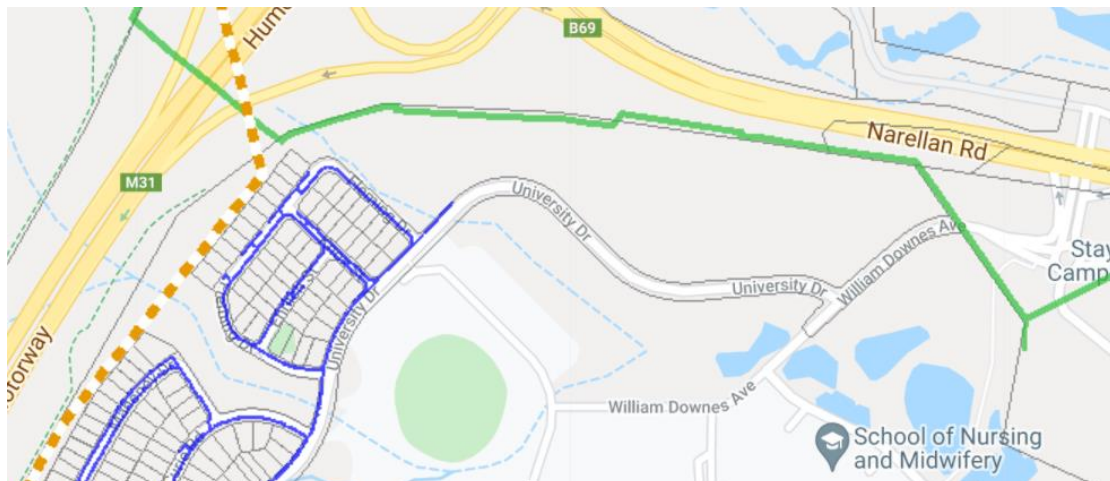 B69
Hum
Narellan Rd
M31
University Dr
William Downes Ave
Stay
Camp
University Dr
University Dr
otorway
William Downes Ave
School of Nursing
and Midwifery